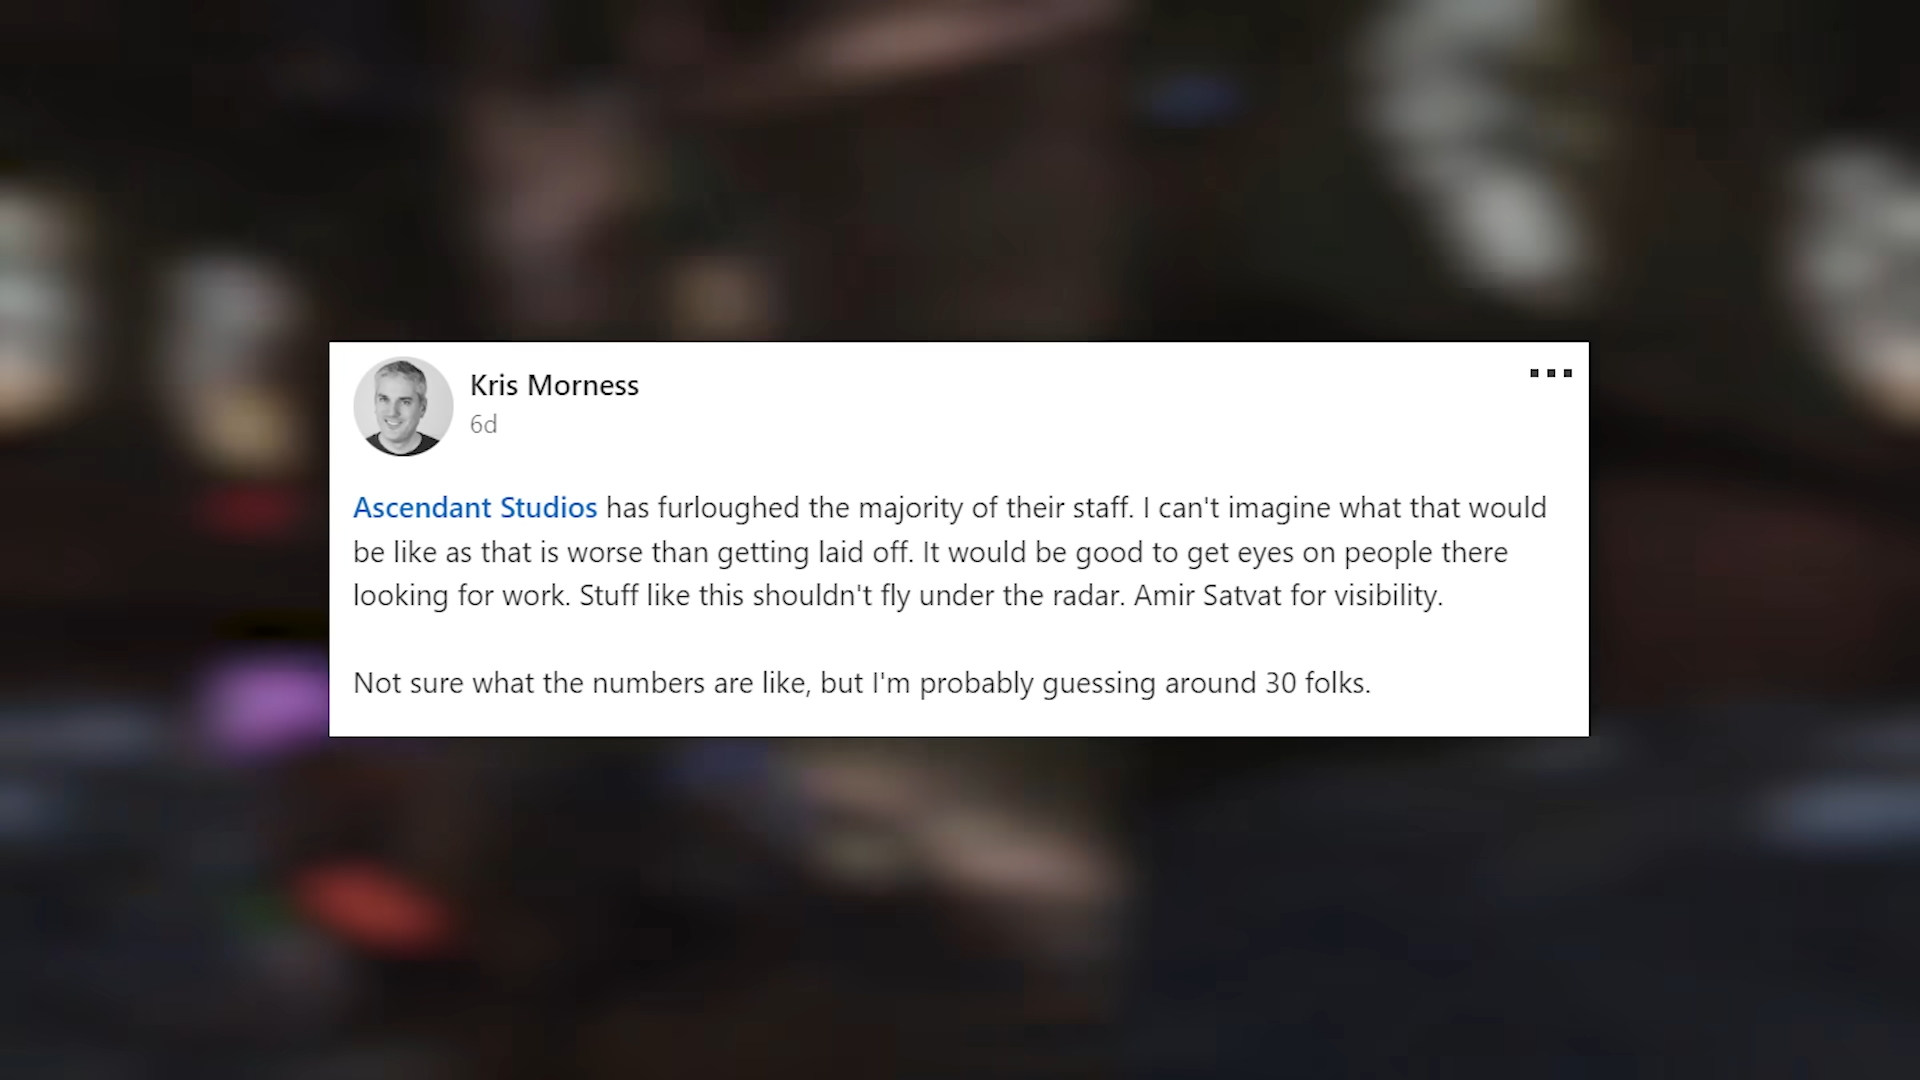 Kris Morness
6d
Ascendant Studios has furloughed the majority of their staff. I can't imagine what that would
be like as that is worse than getting laid off. It would be good to get eyes on people there
looking for work. Stuff like this shouldn't fly under the radar. Amir Satvat for visibility.
Not sure what the numbers are like, but I'm probably guessing around 30 folks.